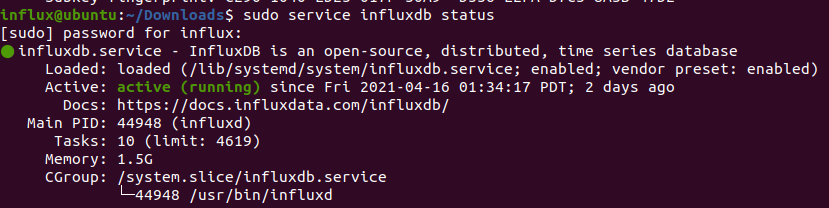 influx@ubuntu:~/Downloads$ sudo service influxdb status
[sudo] password for influx:
● influxdb.service - InfluxDB is an open-source, distributed, time series database
Loaded: loaded (/lib/systemd/system/influxdb.service; enabled; vendor preset: enabled)
Active: active (running) since Fri 2021-04-16 01:34:17 PDT; 2 days ago
Docs: https://docs.influxdata.com/influxdb/
Main PID: 44948 (influxd)
Tasks: 10 (limit: 4619)
Memory: 1.5G
CGroup: /system.slice/influxdb.service
└─44948 /usr/bin/influxd